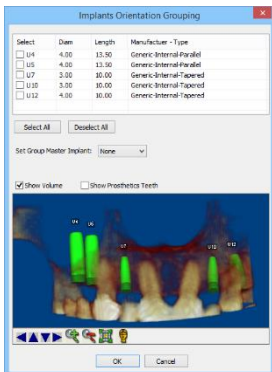 Implants Orientation Grouping
Select Diam Length Manufactuer - Type
U4 4.00 13.50 Generic-Internal-Parallel
U5 4.00 13.50 Generic-Internal-Parallel
U7 3.00 10.00 Generic-Internal-Tapered
U10 3.00 10.00 Generic-Internal-Tapered
U12 4.00 10.00 Generic-Internal-Tapered
Select All Deselect All
Set Group Master Implant: None
Show Volume Show Prosthetics Teeth
U7
U10
U12
OK Cancel